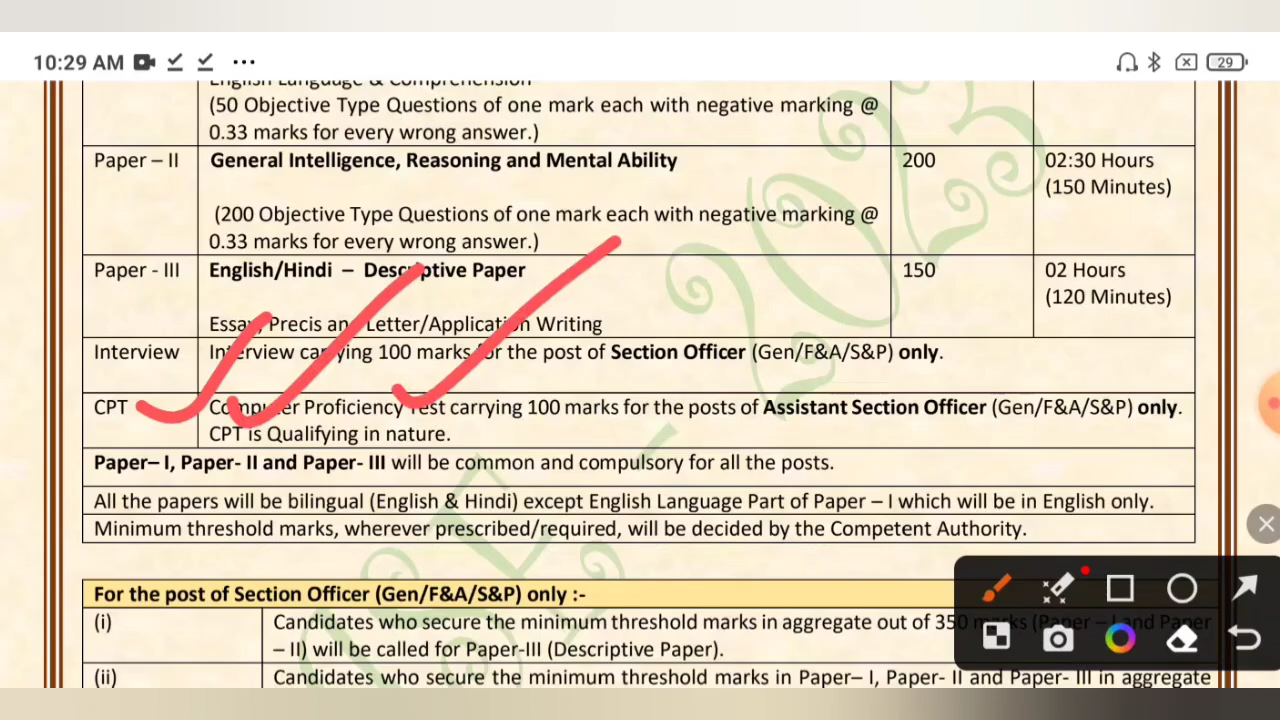 10:29 AM
29
English Language & Comprehension
(50 Objective Type Questions of one mark each with negative marking @
0.33 marks for every wrong answer.)
Paper – II
General Intelligence, Reasoning and Mental Ability
200
02:30 Hours
(150 Minutes)
(200 Objective Type Questions of one mark each with negative marking @
0.33 marks for every wrong answer.)
Paper - III
English/Hindi – Descriptive Paper
150
02 Hours
(120 Minutes)
Essay, Precis and Letter/Application Writing
Interview
Interview carrying 100 marks for the post of Section Officer (Gen/F&A/S&P) only.
CPT
Computer Proficiency Test carrying 100 marks for the posts of Assistant Section Officer (Gen/F&A/S&P) only.
CPT is Qualifying in nature.
Paper– I, Paper- II and Paper- III will be common and compulsory for all the posts.
All the papers will be bilingual (English & Hindi) except English Language Part of Paper – I which will be in English only.
Minimum threshold marks, wherever prescribed/required, will be decided by the Competent Authority.
For the post of Section Officer (Gen/F&A/S&P) only :-
(i)
Candidates who secure the minimum threshold marks in aggregate out of 350 marks (Paper – I and Paper
– II) will be called for Paper-III (Descriptive Paper).
(ii)
Candidates who secure the minimum threshold marks in Paper– I, Paper- II and Paper- III in aggregate